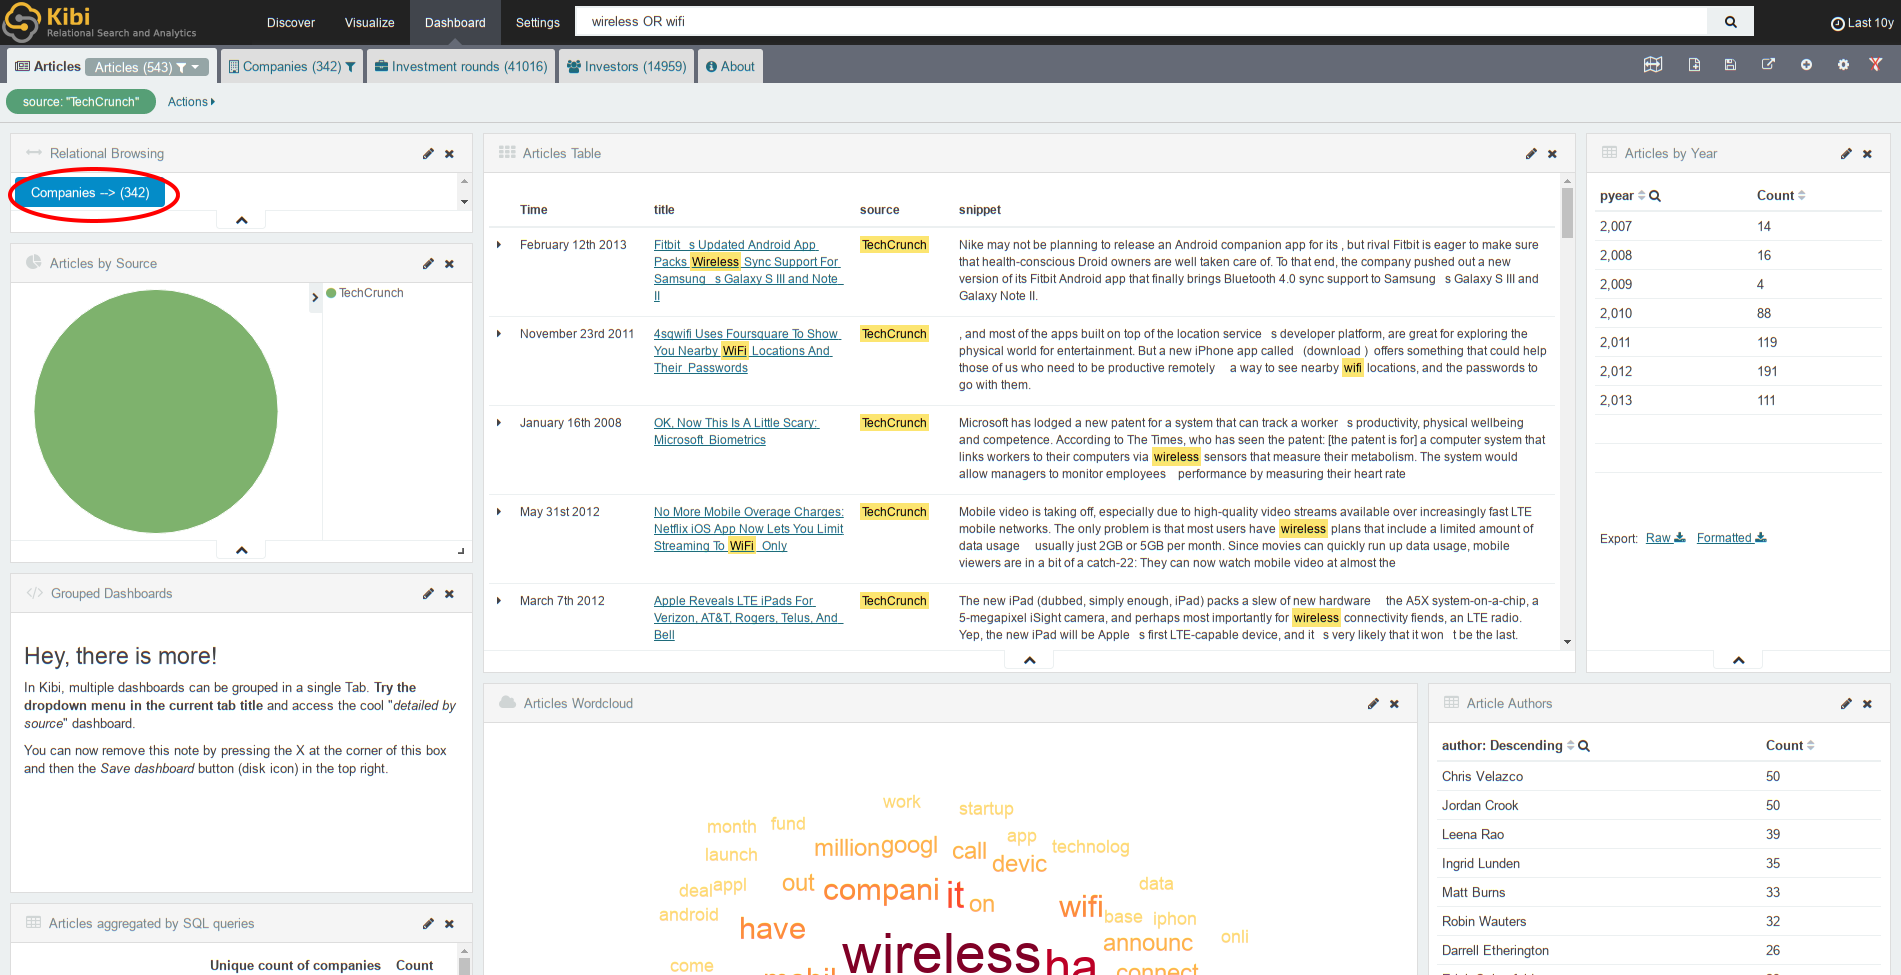 Kibi
Relational Search and Analytics
Discover
Visualize
Dashboard
Settings
wireless OR wifi
Last 10y
Articles
Articles (543)
Companies (342)
Investment rounds (41016)
Investors (14959)
About
source: "TechCrunch"
Actions
Relational Browsing
Companies --> (342)
Articles by Source
TechCrunch
Grouped Dashboards
Hey, there is more!
In Kibi, multiple dashboards can be grouped in a single Tab. Try the
dropdown menu in the current tab title and access the cool "detailed by
source" dashboard.
You can now remove this note by pressing the X at the corner of this box
and then the Save dashboard button (disk icon) in the top right.
Articles aggregated by SQL queries
Unique count of companies Count
Articles Table
Time title source snippet
February 12th 2013
Fitbit s Updated Android App
Packs Wireless Sync Support For
Samsung s Galaxy S III and Note
II
TechCrunch
Nike may not be planning to release an Android companion app for its , but rival Fitbit is eager to make sure
that health-conscious Droid owners are well taken care of. To that end, the company pushed out a new
version of its Fitbit Android app that finally brings Bluetooth 4.0 sync support to Samsung s Galaxy S III and
Galaxy Note II.
November 23rd 2011
4sqwifi Uses Foursquare To Show
You Nearby WiFi Locations And
Their Passwords
TechCrunch
, and most of the apps built on top of the location service s developer platform, are great for exploring the
physical world for entertainment. But a new iPhone app called (download ) offers something that could help
those of us who need to be productive remotely a way to see nearby wifi locations, and the passwords to
go with them.
January 16th 2008
OK, Now This Is A Little Scary:
Microsoft Biometrics
TechCrunch
Microsoft has lodged a new patent for a system that can track a worker s productivity, physical wellbeing
and competence. According to The Times, who has seen the patent: [the patent is for] a computer system that
links workers to their computers via wireless sensors that measure their metabolism. The system would
allow managers to monitor employees performance by measuring their heart rate
May 31st 2012
No More Mobile Overage Charges:
Netflix iOS App Now Lets You Limit
Streaming To WiFi Only
TechCrunch
Mobile video is taking off, especially due to high-quality video streams available over increasingly fast LTE
mobile networks. The only problem is that most users have wireless plans that include a limited amount of
data usage usually just 2GB or 5GB per month. Since movies can quickly run up data usage, mobile
viewers are in a bit of a catch-22: They can now watch mobile video at almost the
March 7th 2012
Apple Reveals LTE iPads For
Verizon, AT&T, Rogers, Telus, And
Bell
TechCrunch
The new iPad (dubbed, simply enough, iPad) packs a slew of new hardware the A5X system-on-a-chip, a
5-megapixel iSight camera, and perhaps most importantly for wireless connectivity fiends, an LTE radio.
Yep, the new iPad will be Apple s first LTE-capable device, and it s very likely that it won t be the last.
Articles by Year
pyear Count
2,007 14
2,008 16
2,009 4
2,010 88
2,011 119
2,012 191
2,013 111
Export: Raw Formatted
Articles Wordcloud
work
startup
month
fund
app
million
googl
call
technolog
launch
devic
deal
appl
out
compani
it
on
data
android
wifi
base
iphon
have
announc
onli
wireless
ha
come
connect
Article Authors
author: Descending Count
Chris Velazco 50
Jordan Crook 50
Leena Rao 39
Ingrid Lunden 35
Matt Burns 33
Robin Wauters 32
Darrell Etherington 26